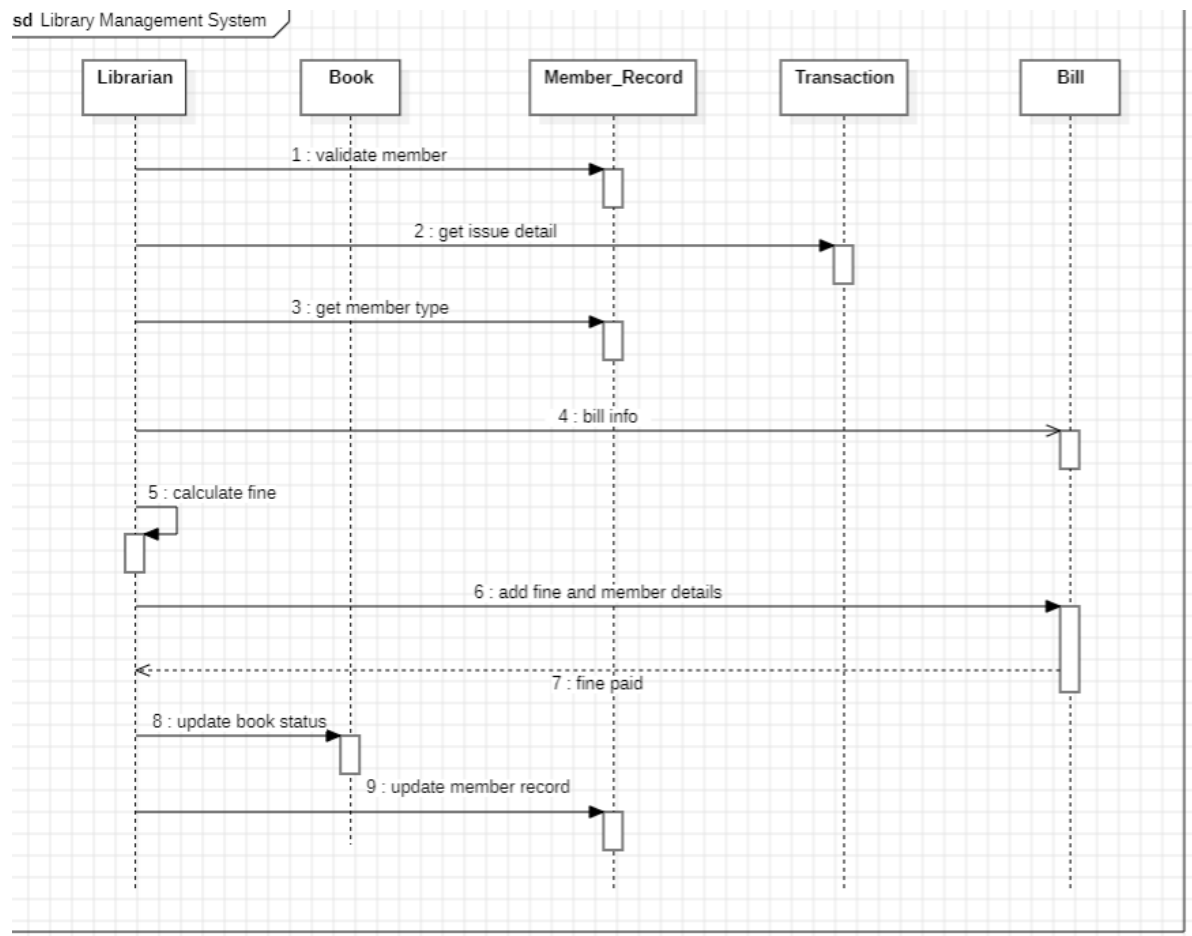 sd Library Management System
Librarian
Book
Member_Record
Transaction
Bill
1 : validate member
2 : get issue detail
3 : get member type
4 : bill info
5 : calculate fine
6 : add fine and member details
7 : fine paid
8 : update book status
9 : update member record